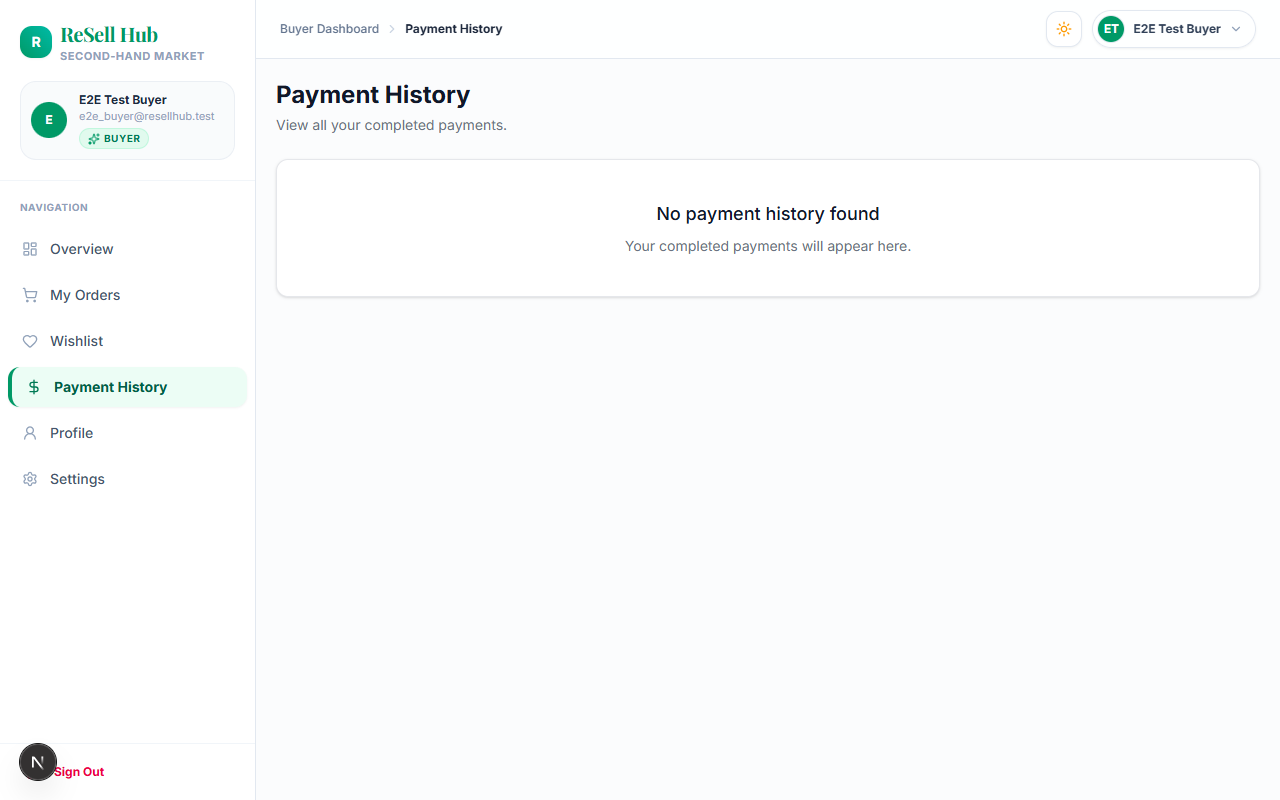 R
ReSell Hub
SECOND-HAND MARKET
E
E2E Test Buyer
e2e_buyer@resellhub.test
BUYER
NAVIGATION
Overview
My Orders
Wishlist
Payment History
Profile
Settings
N
Sign Out
Buyer Dashboard
Payment History
ET
E2E Test Buyer
Payment History
View all your completed payments.
No payment history found
Your completed payments will appear here.